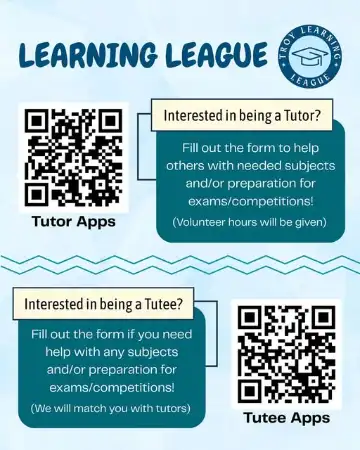 LEARNING LEAGUE
TROY LEARNING
LEAGUE
Interested in being a Tutor?
Fill out the form to help
others with needed subjects
and/or preparation for
exams/competitions!
(Volunteer hours will be given)
Tutor Apps
Interested in being a Tutee?
Fill out the form if you need
help with any subjects
and/or preparation for
exams/competitions!
(We will match you with tutors)
Tutee Apps